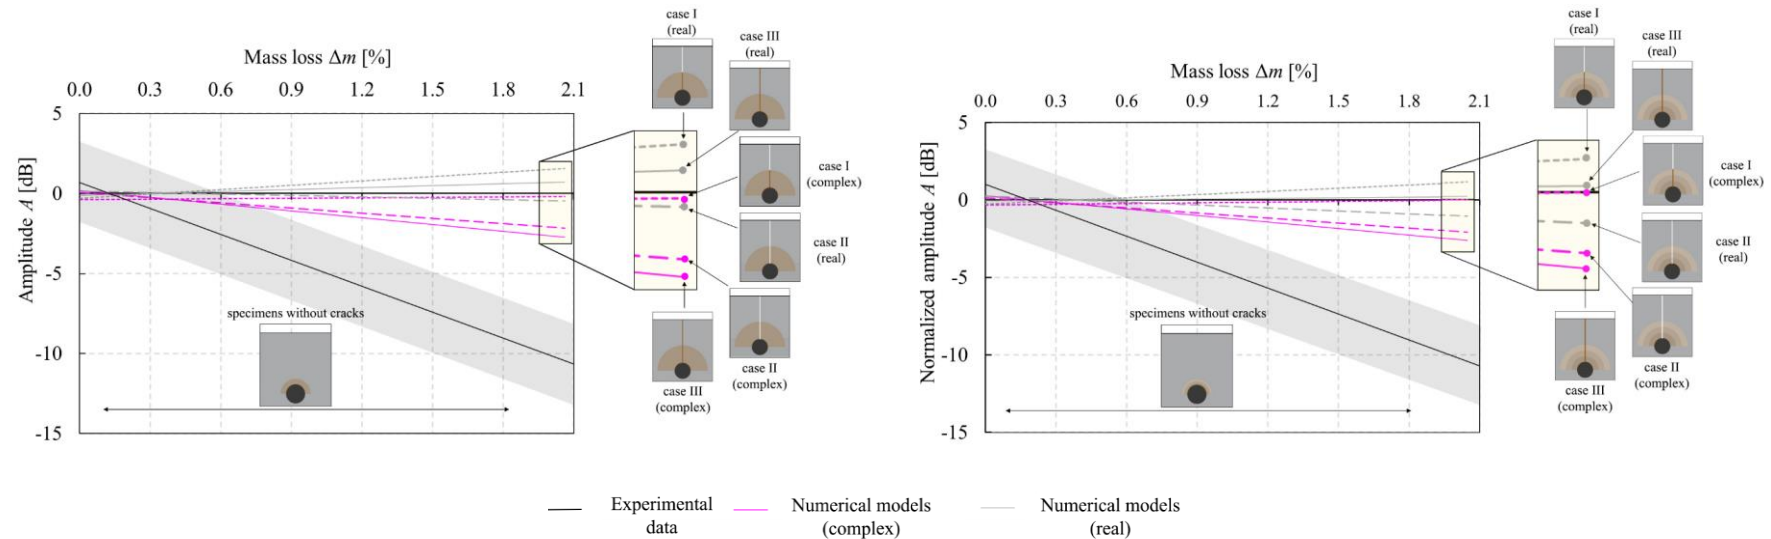 case I
(real)
case III
(real)
Mass loss Δm [%]
0.0 0.3 0.6 0.9 1.2 1.5 1.8 2.1
5
0
-5
-10
-15
Amplitude A [dB]
case I
(complex)
case II
(real)
specimens without cracks
case II
(complex)
case III
(complex)
case I
(real)
case III
(real)
Mass loss Δm [%]
0.0 0.3 0.6 0.9 1.2 1.5 1.8 2.1
5
0
-5
-10
-15
Normalized amplitude A [dB]
case I
(complex)
case II
(real)
specimens without cracks
case II
(complex)
case III
(complex)
Experimental
data
Numerical models
(complex)
Numerical models
(real)